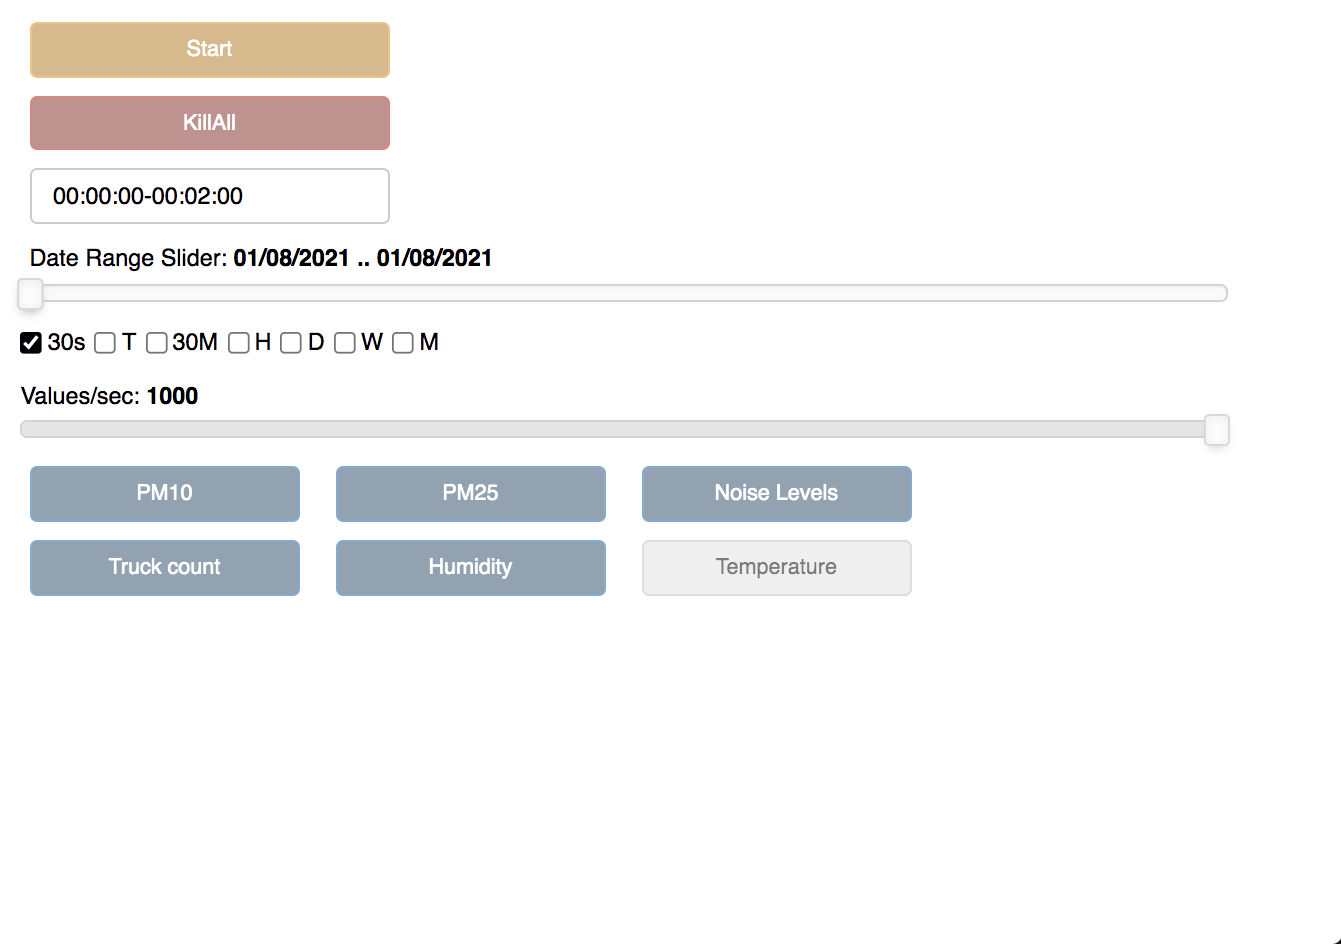 Start
KillAll
00:00:00-00:02:00
Date Range Slider: 01/08/2021 .. 01/08/2021
30s T 30M H D W M
Values/sec: 1000
PM10 PM25 Noise Levels
Truck count Humidity Temperature